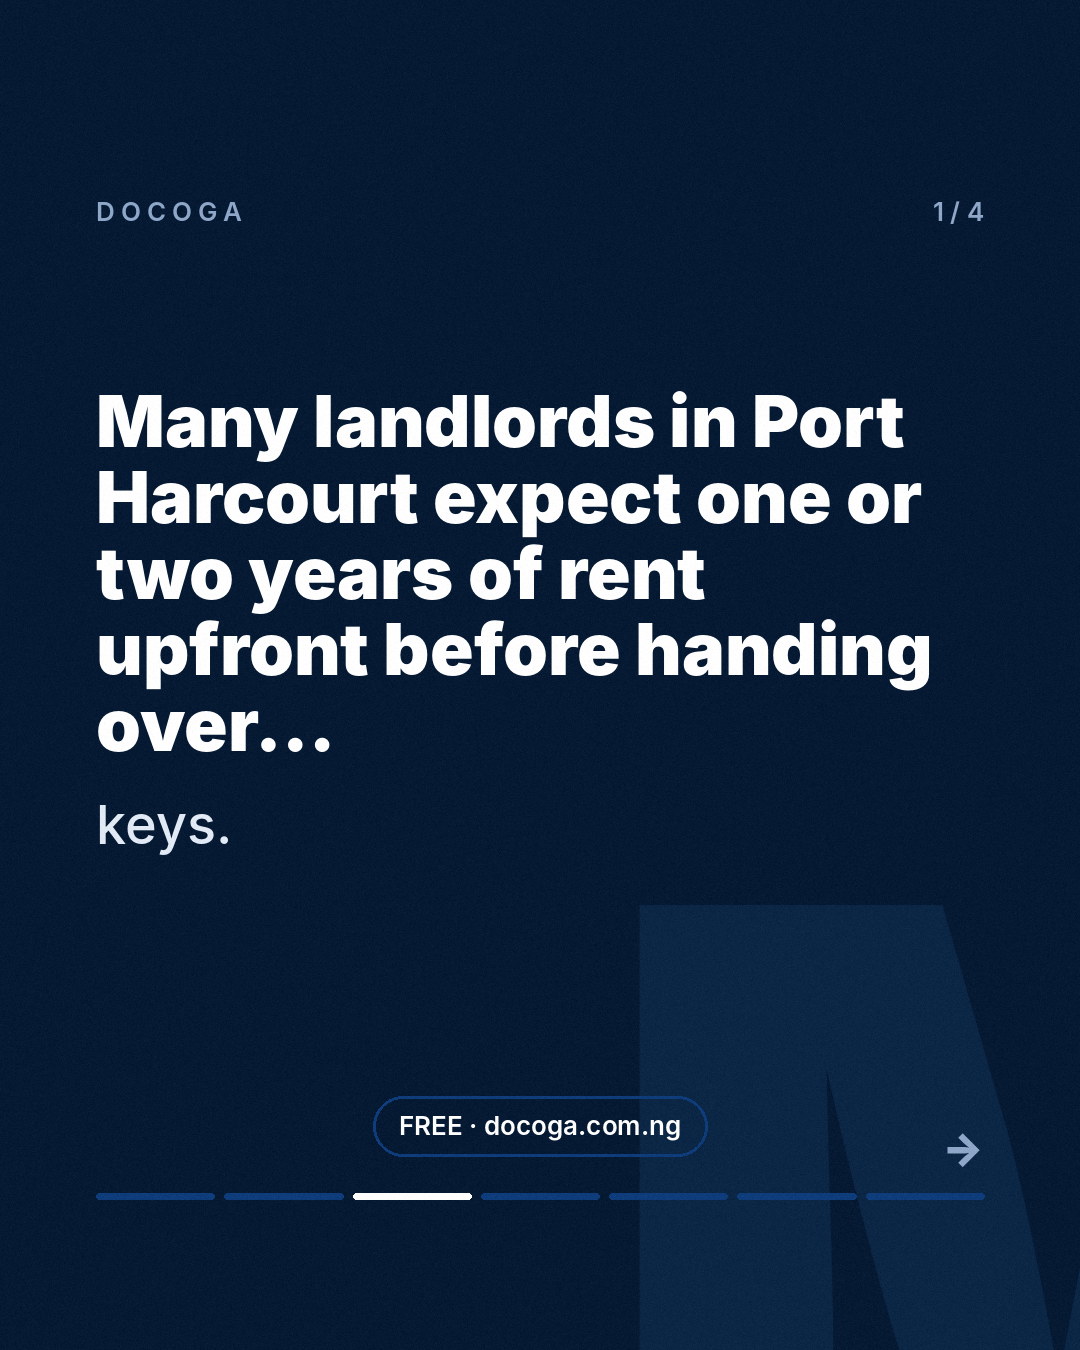 DOCOGA
1/4
Many landlords in Port
Harcourt expect one or
two years of rent
upfront before handing
over...
keys.
FREE · docoga.com.ng
→